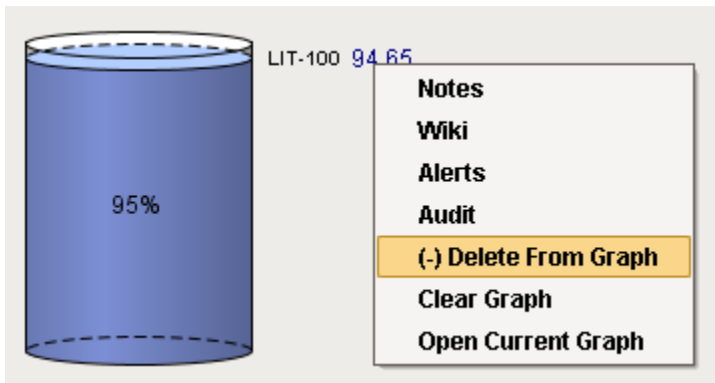 LIT-100 94.65
Notes
Wiki
Alerts
95%
Audit
(-) Delete From Graph
Clear Graph
Open Current Graph